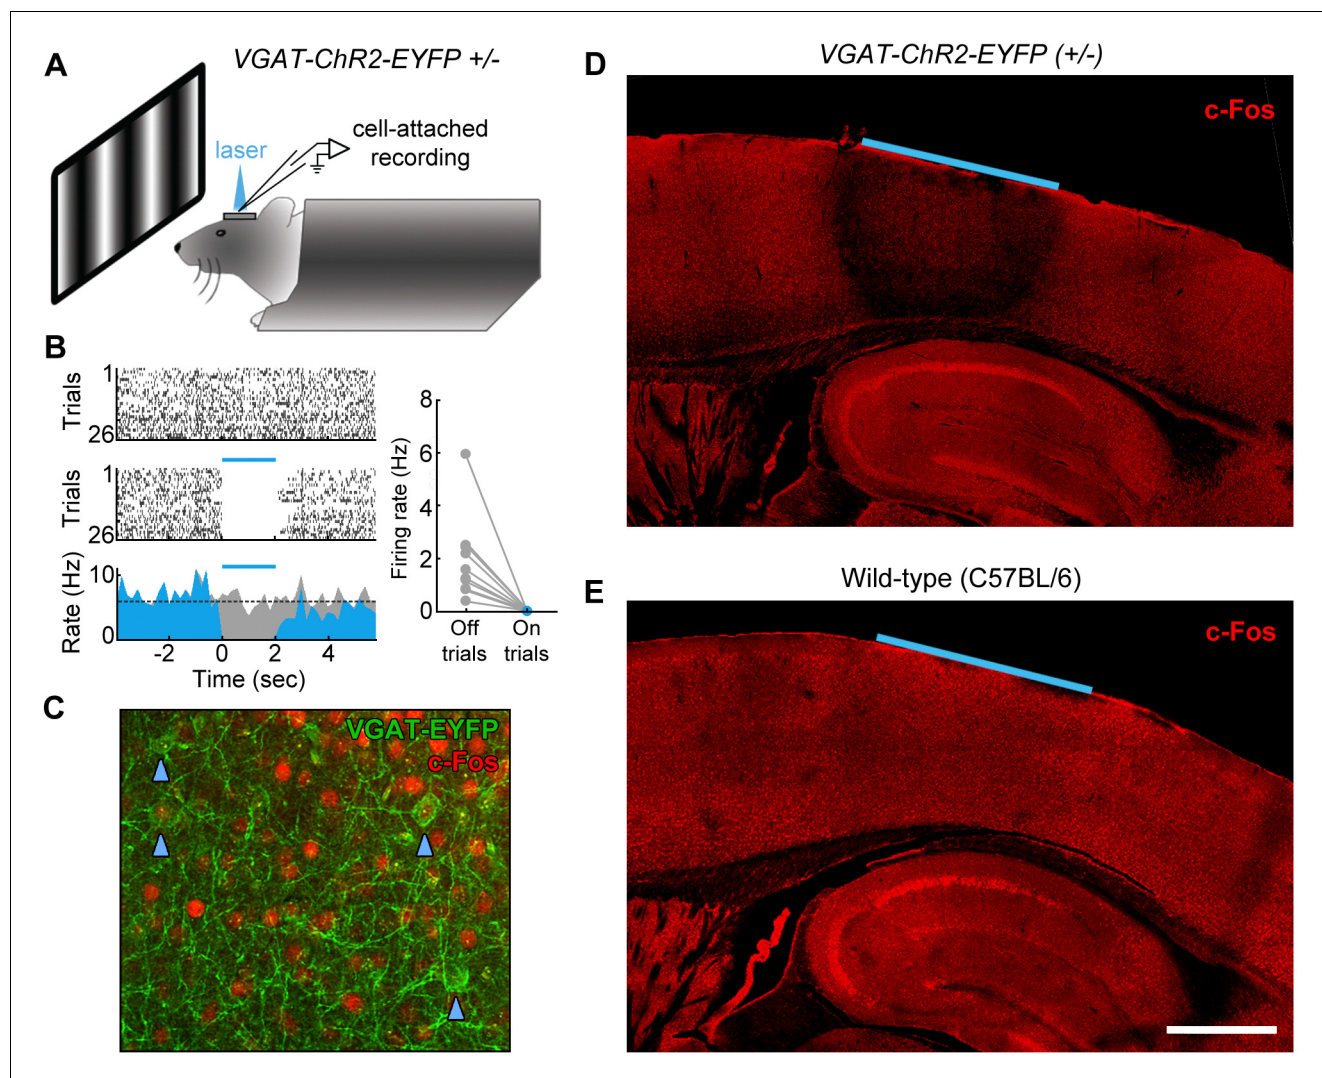 A
VGAT-ChR2-EYFP +/-
laser
cell-attached
recording
B
Trials
1
26
Trials
1
26
Rate (Hz)
10
0
-2
0
2
4
Time (sec)
Firing rate (Hz)
8
6
4
2
0
Off
trials
On
trials
C
VGAT-EYFP
c-Fos
D
VGAT-ChR2-EYFP (+/-)
c-Fos
E
Wild-type (C57BL/6)
c-Fos